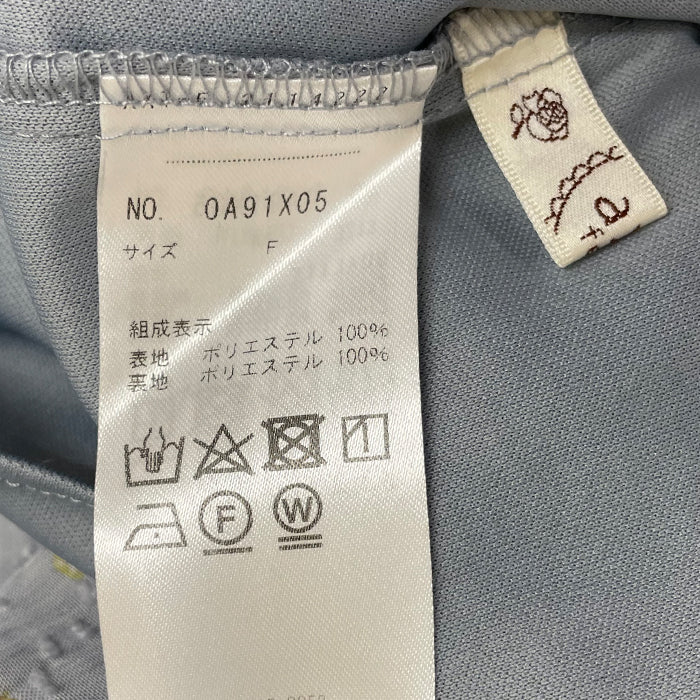 NO. 0A91X05
サイズ F
組成表示
表地 ポリエステル 100%
裏地 ポリエステル 100%
F W